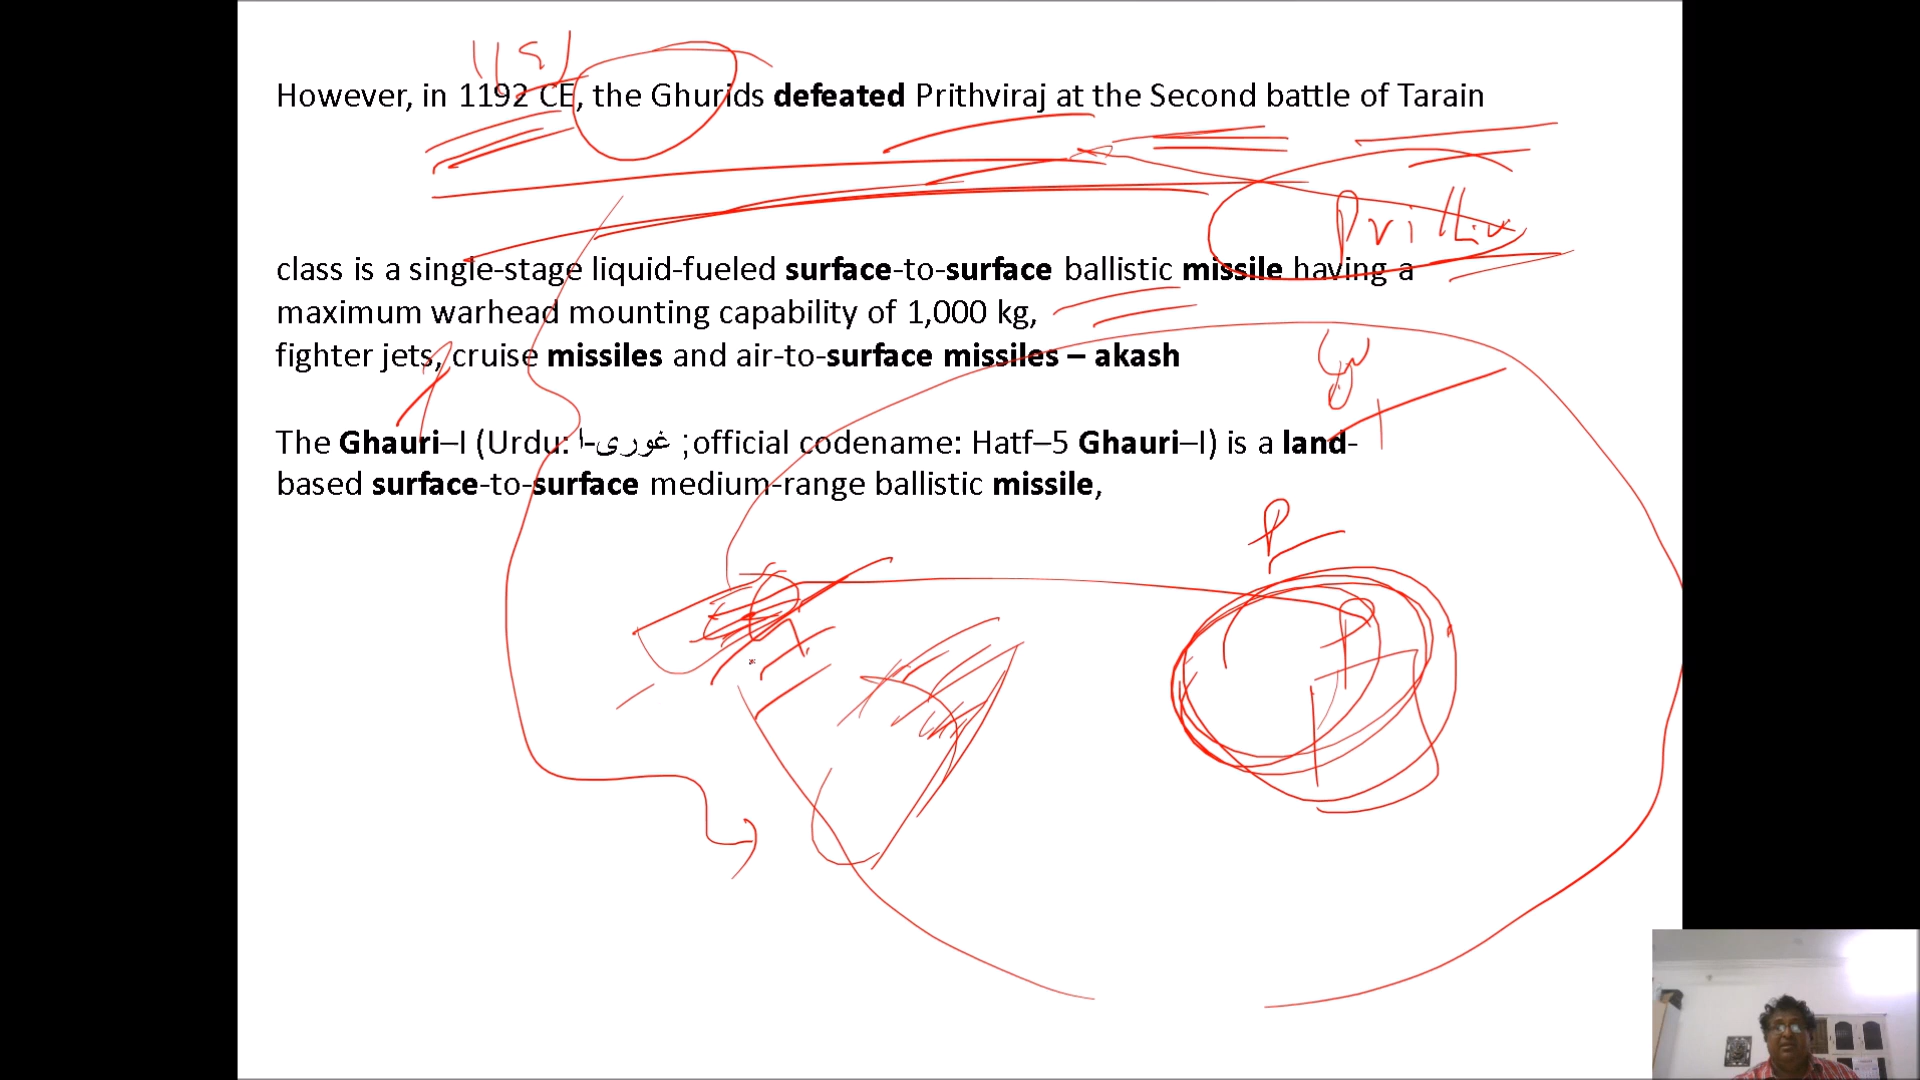 1191
However, in 1192 CE, the Ghurids defeated Prithviraj at the Second battle of Tarain
Prithiv
class is a single-stage liquid-fueled surface-to-surface ballistic missile having a
maximum warhead mounting capability of 1,000 kg,
fighter jets, cruise missiles and air-to-surface missiles – akash
The Ghauri–I (Urdu: غوری-ا; official codename: Hatf–5 Ghauri–I) is a land-
based surface-to-surface medium-range ballistic missile,
P
P